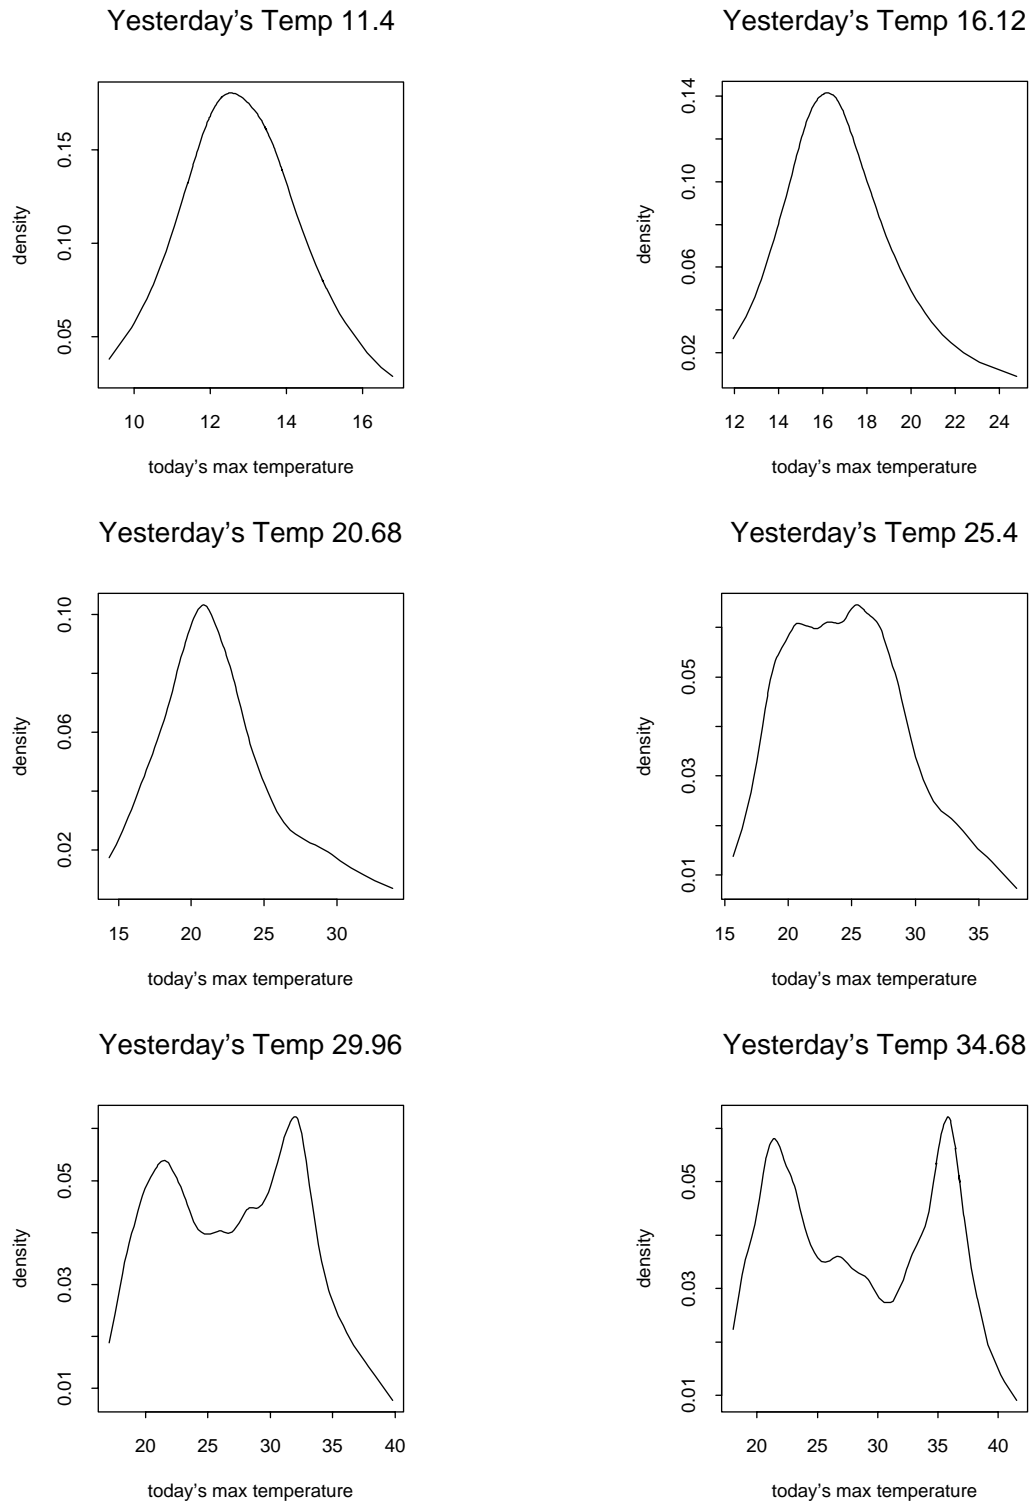 Yesterday's Temp 11.4
density
0.05
0.10
0.15
10 12 14 16
today's max temperature
Yesterday's Temp 16.12
density
0.02
0.06
0.10
0.14
12 14 16 18 20 22 24
today's max temperature
Yesterday's Temp 20.68
density
0.02
0.06
0.10
15 20 25 30
today's max temperature
Yesterday's Temp 25.4
density
0.01
0.03
0.05
15 20 25 30 35
today's max temperature
Yesterday's Temp 29.96
density
0.01
0.03
0.05
20 25 30 35 40
today's max temperature
Yesterday's Temp 34.68
density
0.01
0.03
0.05
20 25 30 35 40
today's max temperature